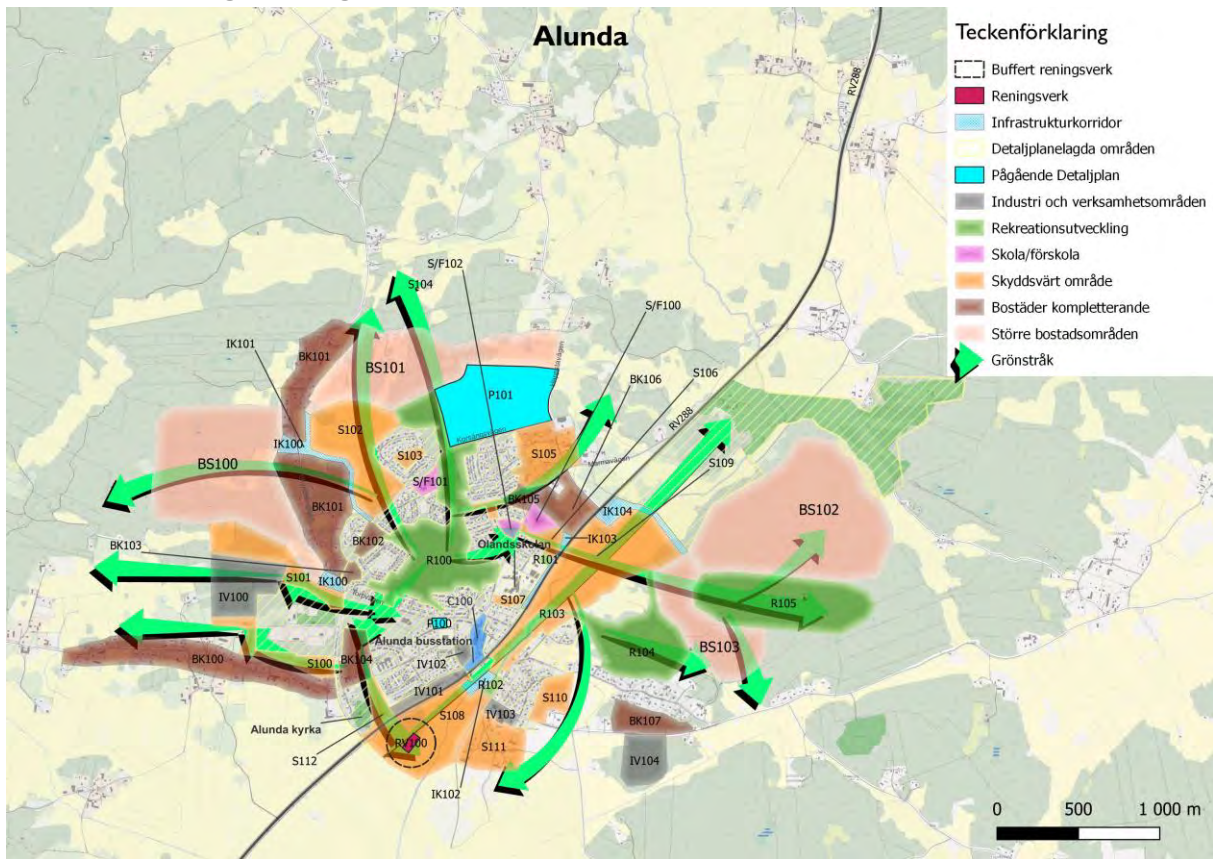 Alunda
Teckenförklaring
Buffert reningsverk
Reningsverk
Infrastrukturkorridor
Detaljplanelagda områden
Pågående Detaljplan
Industri och verksamhetsområden
Rekreationsutveckling
Skola/förskola
Skyddsvärt område
Bostäder kompletterande
Större bostadsområden
Grönstråk
RV288
S/F102
S104
S/F100
IK101
BK101
BS101
BK106
S106
P101
RV288
S102
Marmavägen
S105
IK100
S103
S109
BS100
S/F101
BK105
BK101
IK104
BS102
BK102
Olandsskolan
IK103
BK103
R100
R101
IK100
S101
IV100
C100
S107
R103
R105
P100
Alunda busstation
R104
BS103
BK100
S100
BK104
IV102
IV101
R102
S110
BK107
Alunda kyrka
S108
IV103
RV100
S111
IV104
S112
IK102
0 500 1 000 m